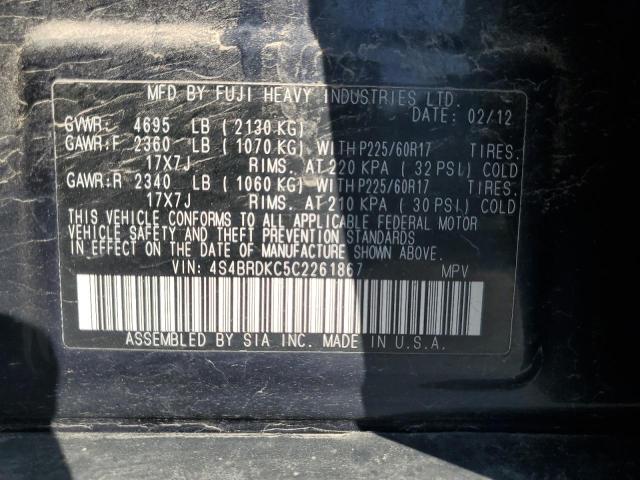 MFD BY FUJI HEAVY INDUSTRIES LTD.
DATE: 02/12
GVWR: 4695 LB ( 2130 KG)
GAWR:F 2360 LB ( 1070 KG) WITH P225/60R17 TIRES.
17X7J RIMS. AT 220 KPA ( 32 PSI) COLD
GAWR:R 2340 LB ( 1060 KG) WITH P225/60R17 TIRES.
17X7J RIMS. AT 210 KPA ( 30 PSI) COLD
THIS VEHICLE CONFORMS TO ALL APPLICABLE FEDERAL MOTOR
VEHICLE SAFETY AND THEFT PREVENTION STANDARDS
IN EFFECT ON THE DATE OF MANUFACTURE SHOWN ABOVE.
VIN: 4S4BRDKC5C2261867 MPV
ASSEMBLED BY SIA INC. MADE IN U.S.A.